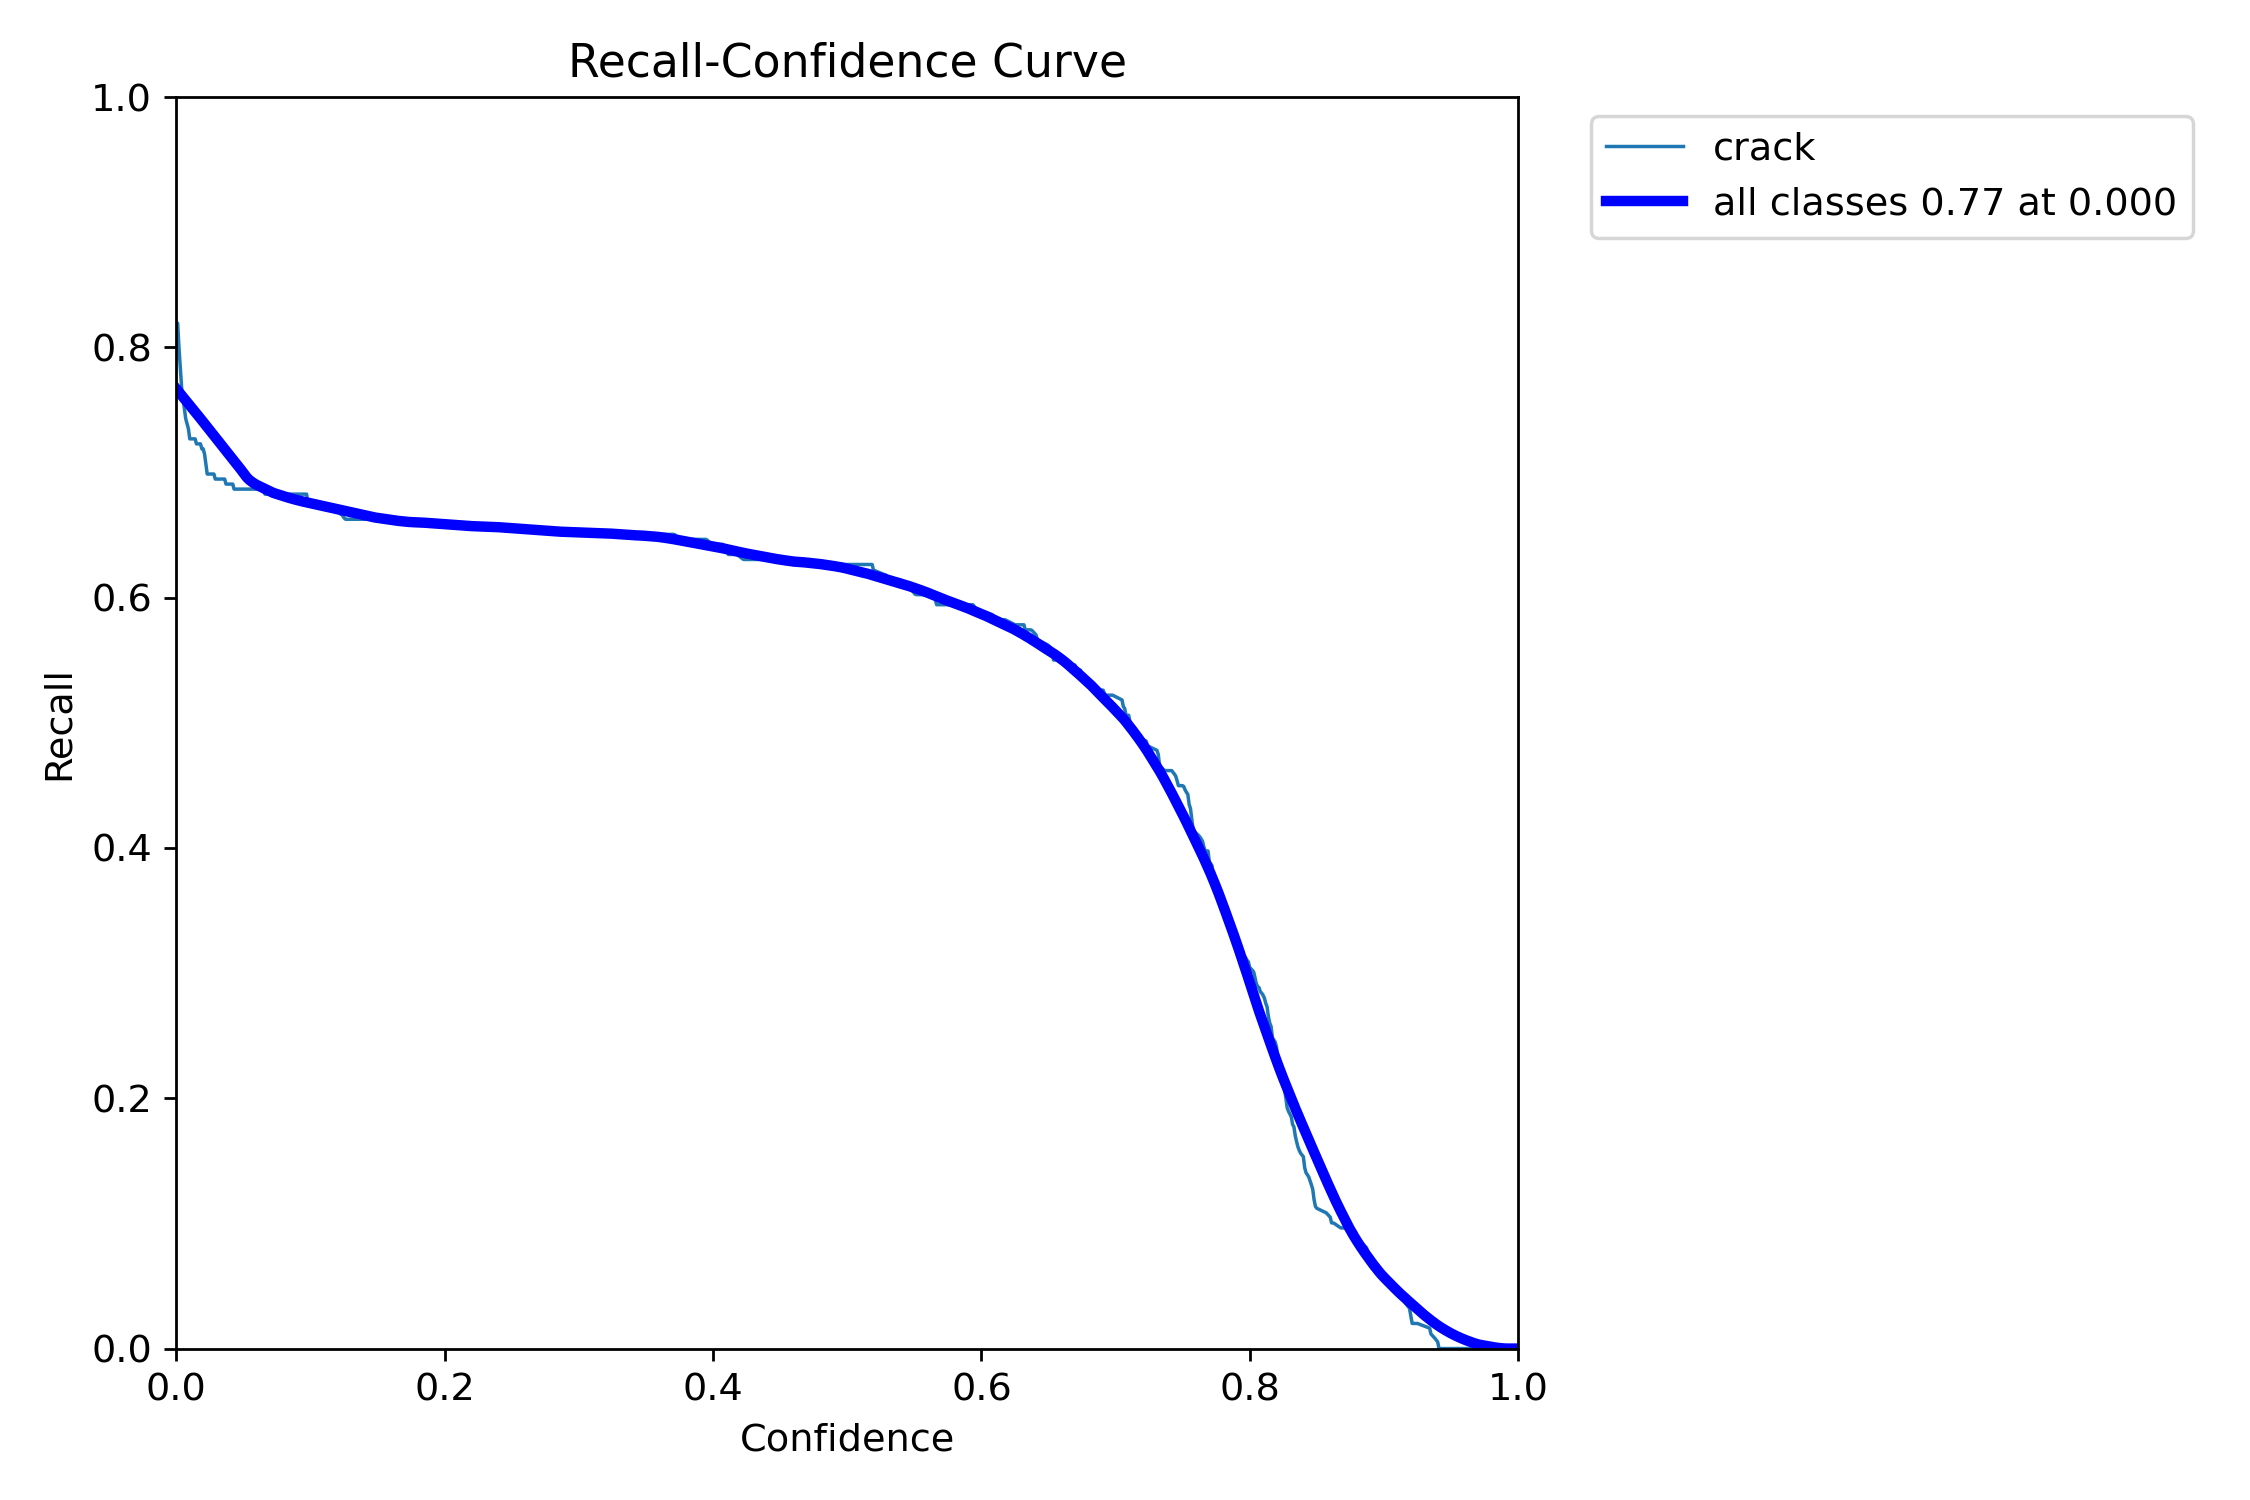 Recall-Confidence Curve
1.0
0.8
0.6
0.4
0.2
0.0
Recall
0.0 0.2 0.4 0.6 0.8 1.0
Confidence
crack
all classes 0.77 at 0.000